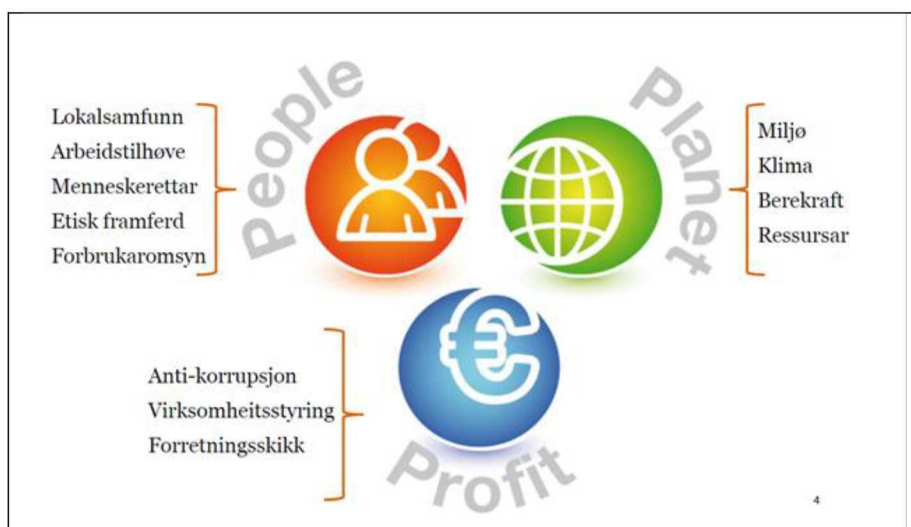 People
Lokalsamfunn
Arbeidstilhøve
Menneskerettar
Etisk framferd
Forbrukaromsyn
Planet
Miljø
Klima
Berekraft
Ressursar
Anti-korrupsjon
Virksomheitsstyring
Forretningsskikk
Profit
4